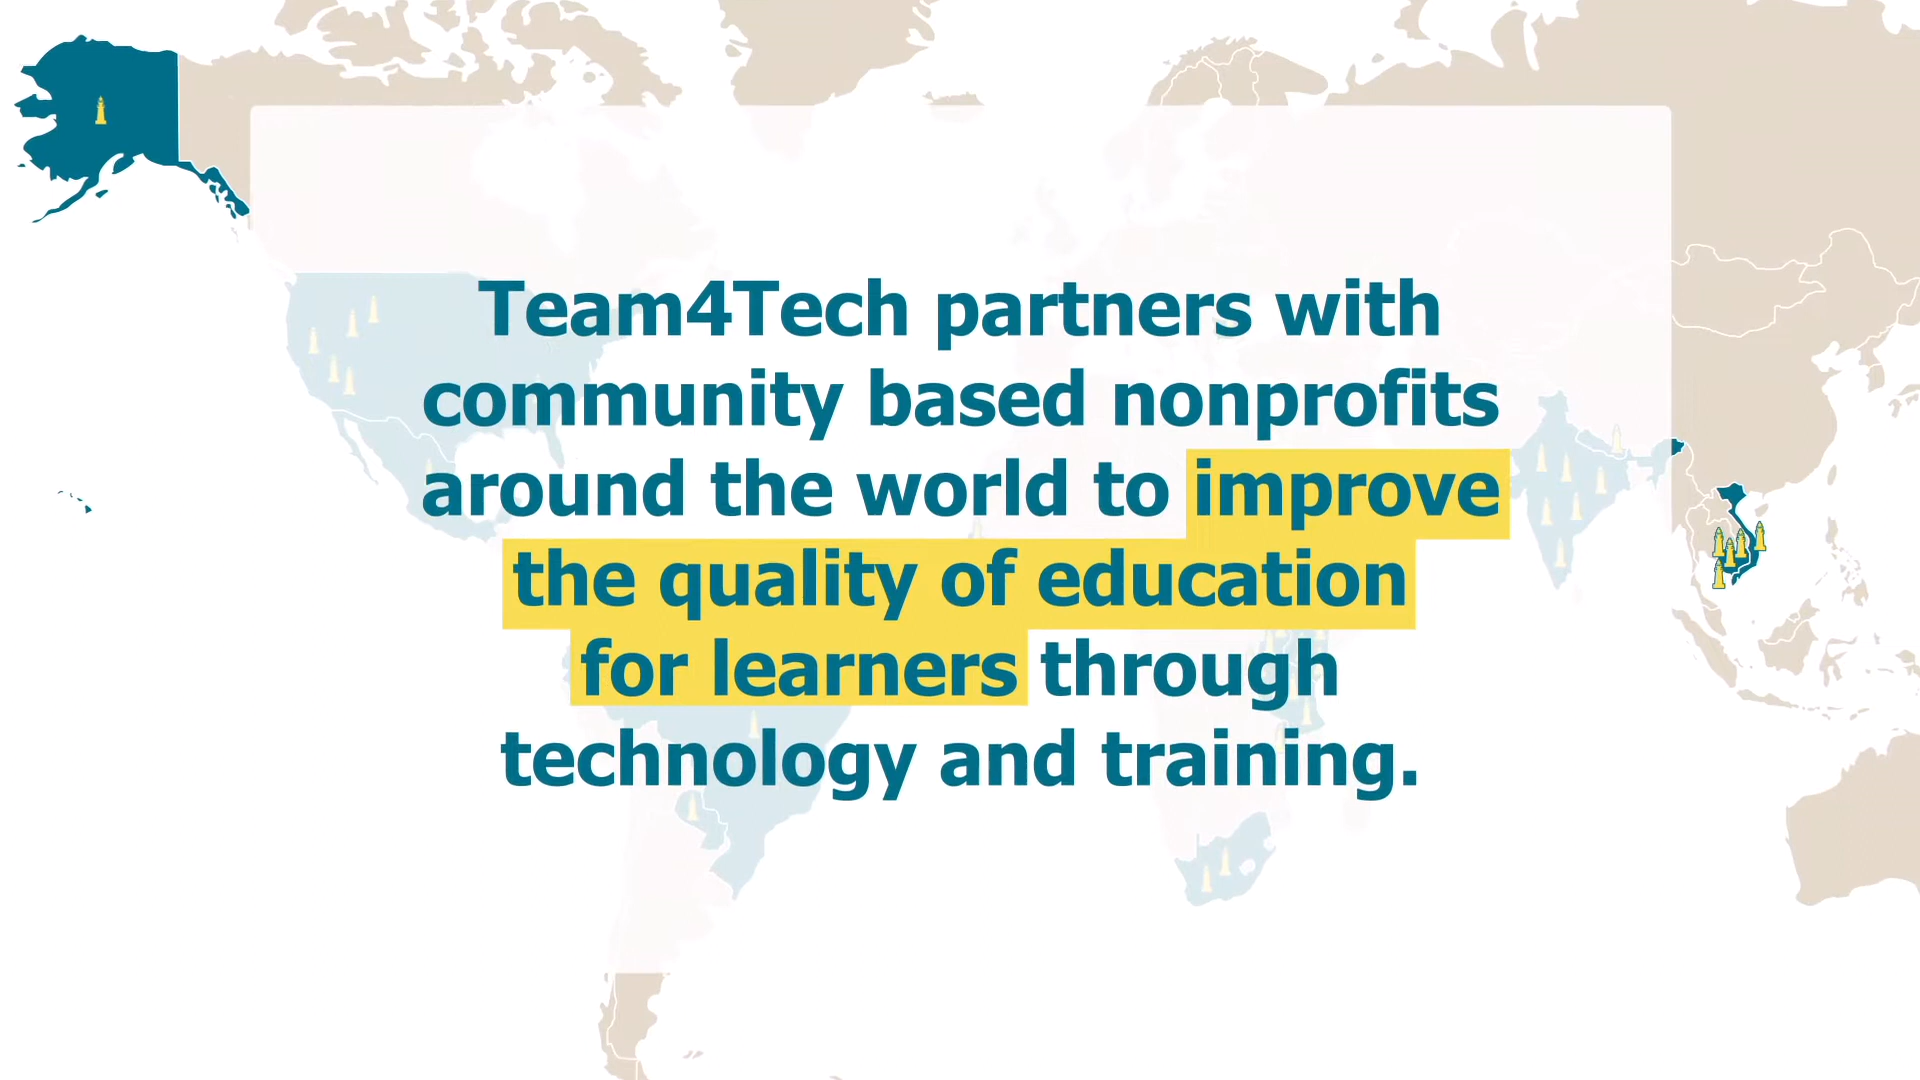 Team4Tech partners with
community based nonprofits
around the world to improve
the quality of education
for learners through
technology and training.